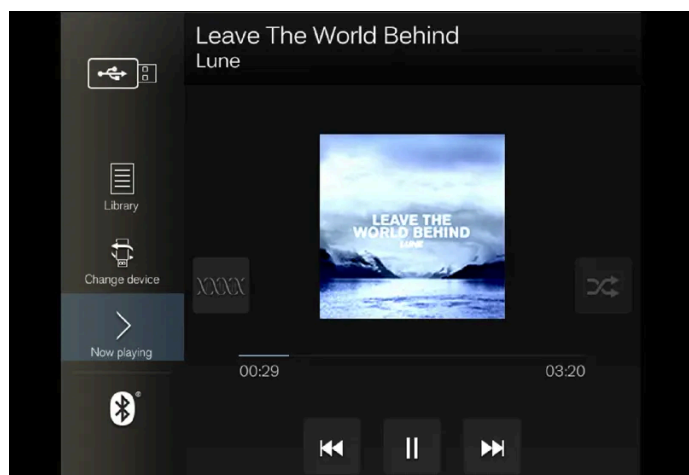 Leave The World Behind
Lune
LEAVE THE
WORLD BEHIND
LUNE
Library
Change device
XXXX
Now playing
00:29
03:20